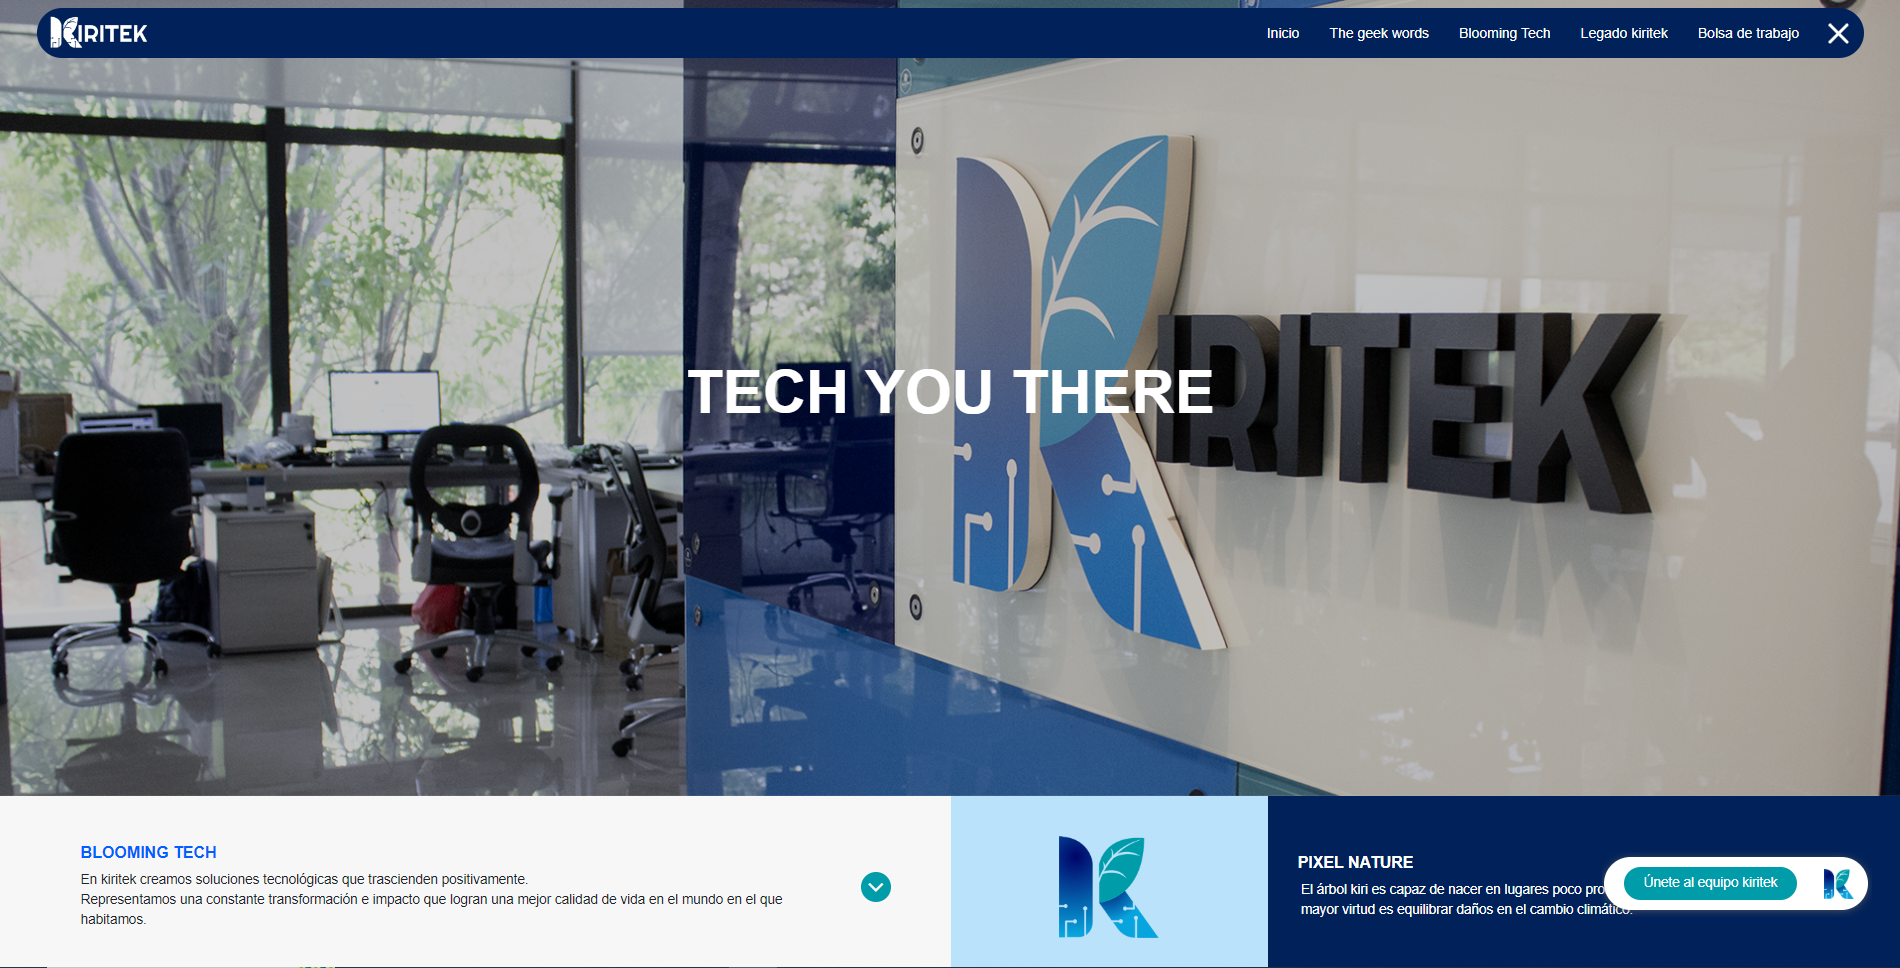 KIRITEK
Inicio
The geek words
Blooming Tech
Legado kiritek
Bolsa de trabajo
KIRITEK
TECH YOU THERE
BLOOMING TECH
En kiritek creamos soluciones tecnológicas que trascienden positivamente.
Representamos una constante transformación e impacto que logran una mejor calidad de vida en el mundo en el que
habitamos.
PIXEL NATURE
El árbol kiri es capaz de nacer en lugares poco
mayor virtud es equilibrar daños en el cambio climático.
Únete al equipo kiritek